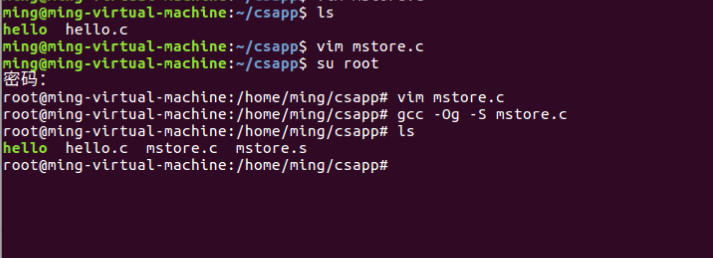 ming@ming-virtual-machine:~/csapp$ ls
hello  hello.c
ming@ming-virtual-machine:~/csapp$ vim mstore.c
ming@ming-virtual-machine:~/csapp$ su root
密码：
root@ming-virtual-machine:/home/ming/csapp# vim mstore.c
root@ming-virtual-machine:/home/ming/csapp# gcc -Og -S mstore.c
root@ming-virtual-machine:/home/ming/csapp# ls
hello  hello.c  mstore.c  mstore.s
root@ming-virtual-machine:/home/ming/csapp#